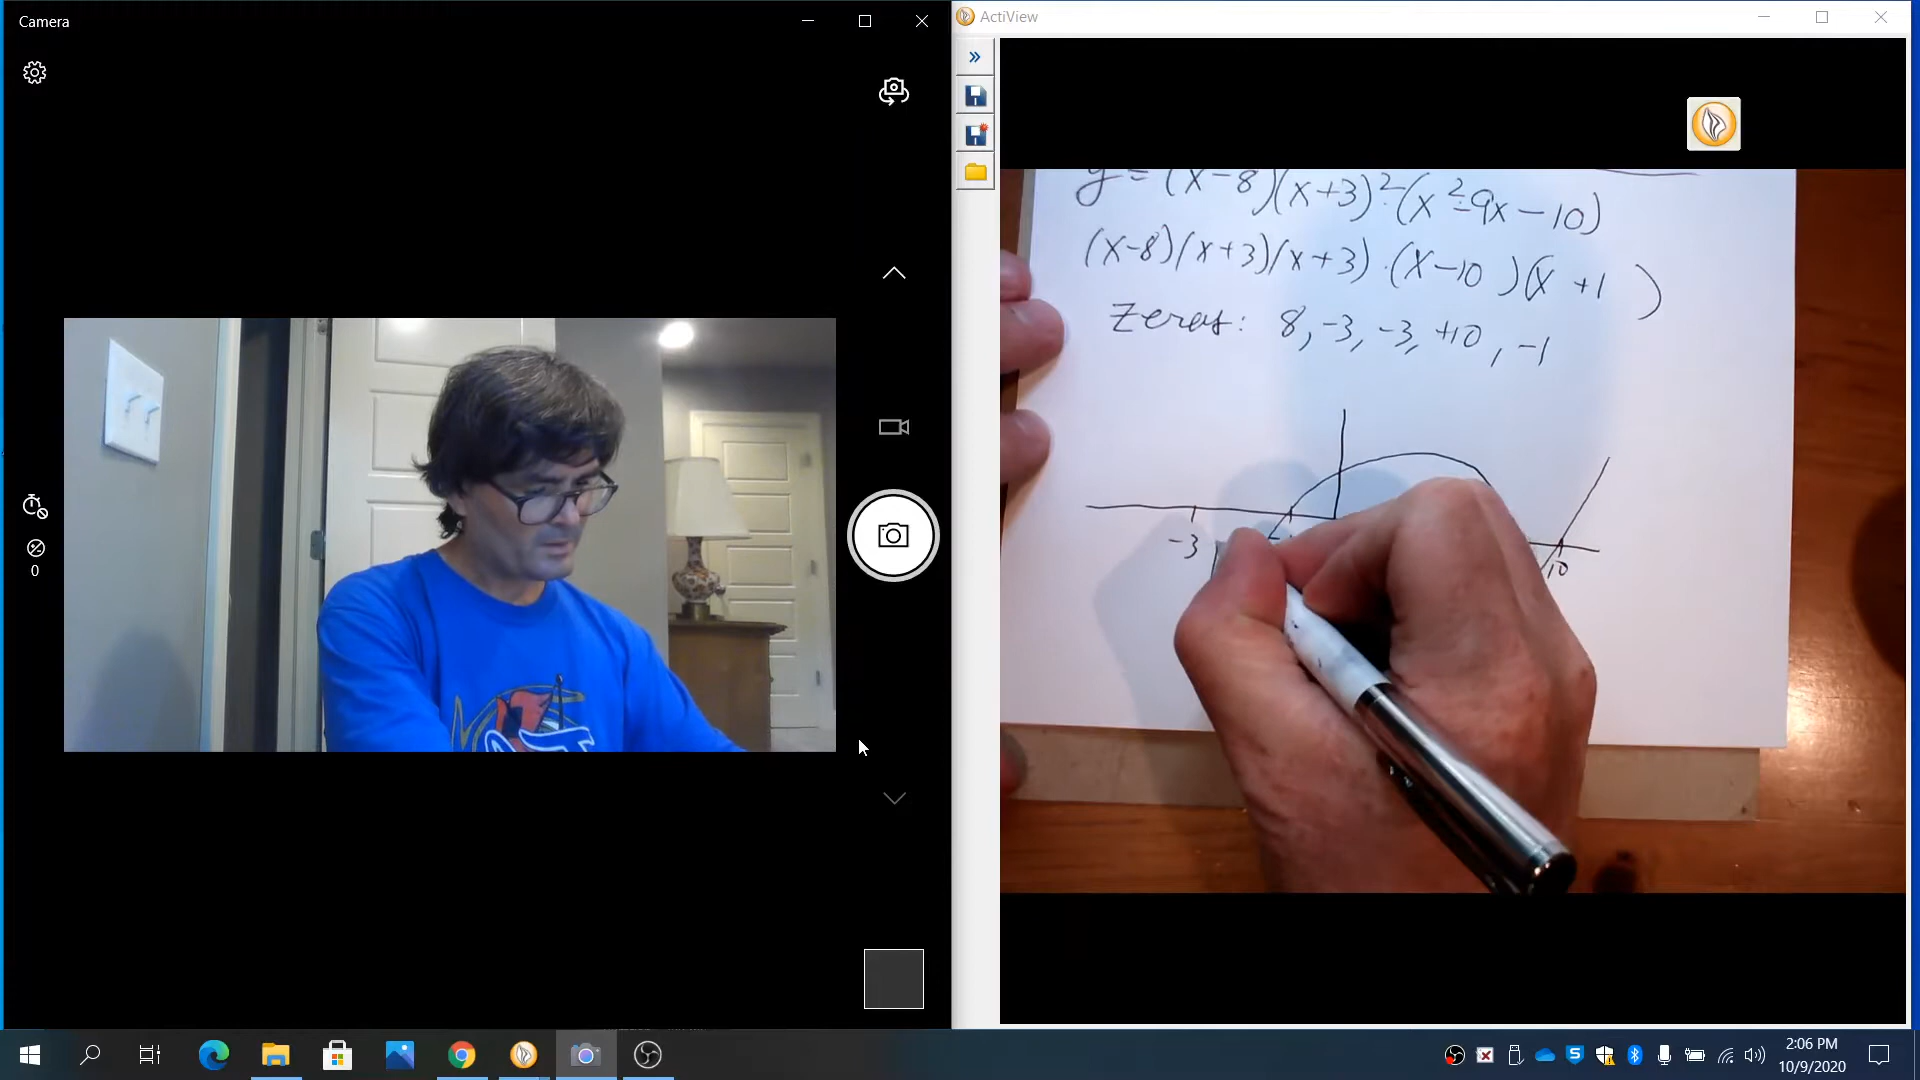 Camera
ActiView
0
y = (x-8)(x+3)²·(x²-9x-10)
(x-8)(x+3)(x+3)·(x-10)(x +1 )
Zeros: 8, -3, -3, +10, -1
-3
10
2:06 PM
10/9/2020